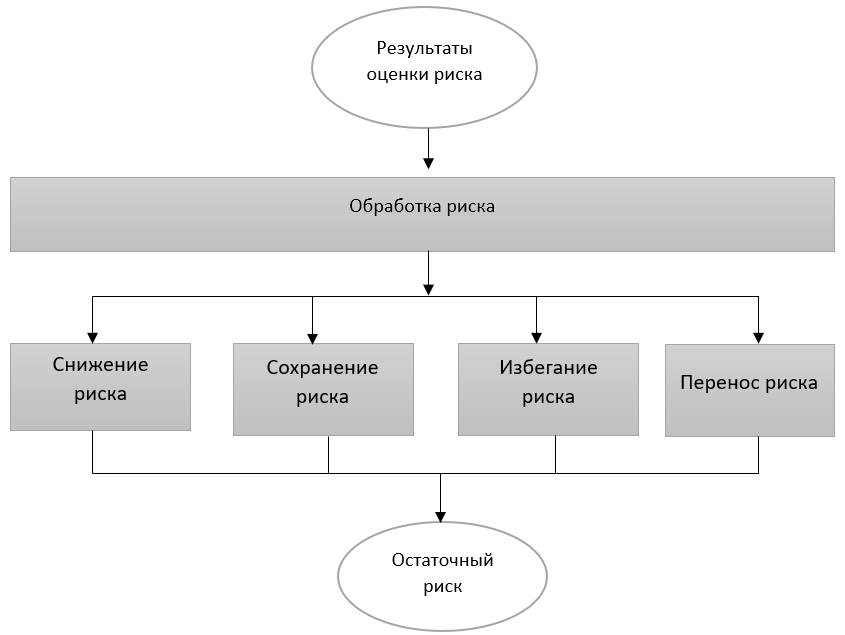 Результаты
оценки риска
Обработка риска
Снижение
риска
Сохранение
риска
Избегание
риска
Перенос риска
Остаточный
риск